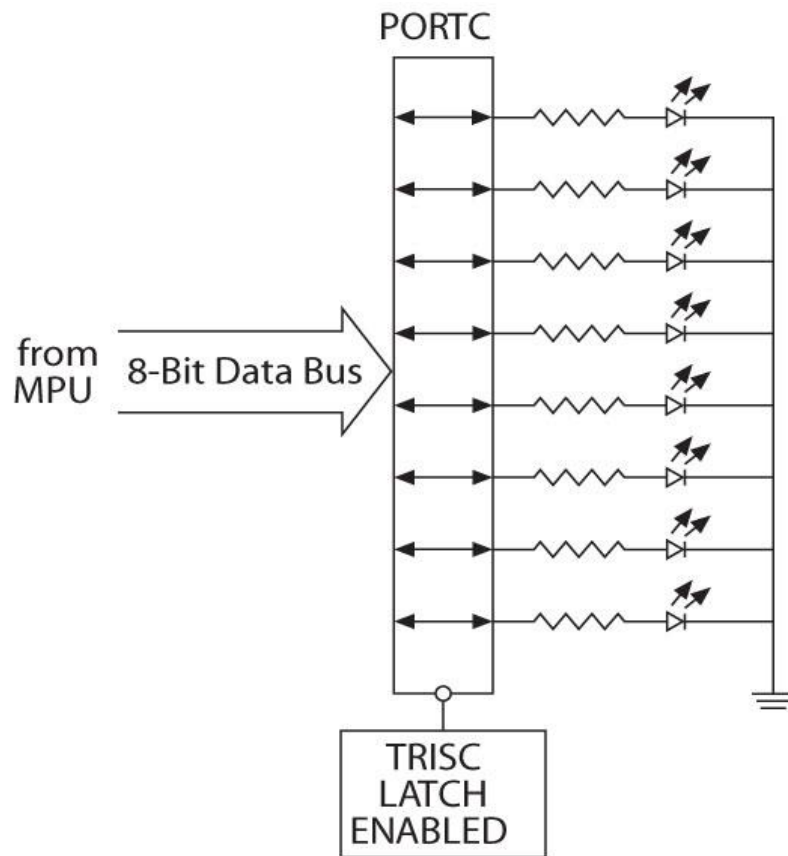 PORTC
from
MPU
8-Bit Data Bus
TRISC
LATCH
ENABLED